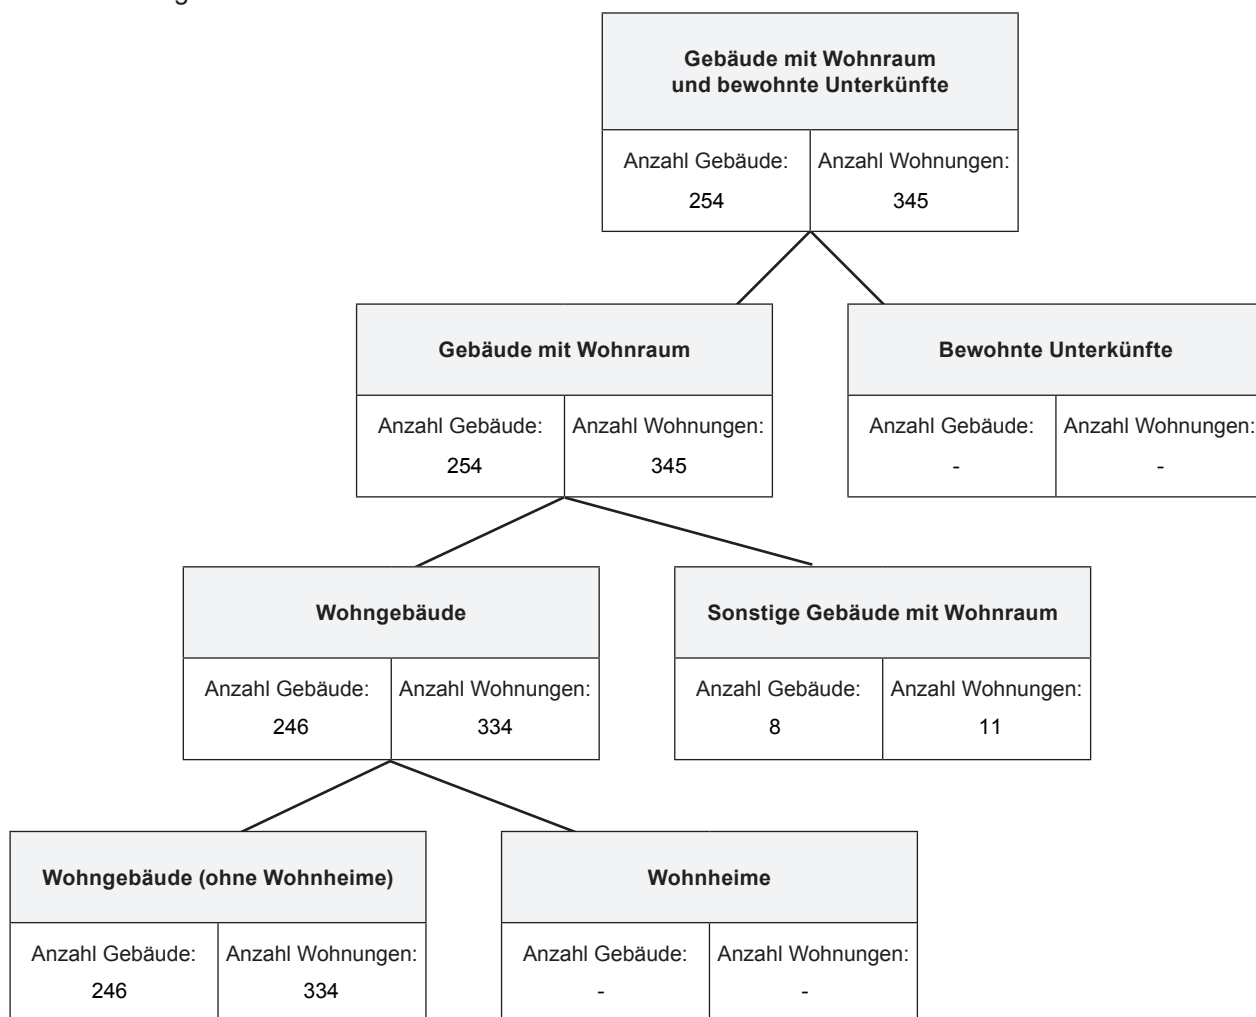 Gebäude mit Wohnraum
und bewohnte Unterkünfte
Anzahl Gebäude: Anzahl Wohnungen:
254 345
Gebäude mit Wohnraum
Bewohnte Unterkünfte
Anzahl Gebäude: Anzahl Wohnungen:
254 345
Anzahl Gebäude: Anzahl Wohnungen:
- -
Wohngebäude
Sonstige Gebäude mit Wohnraum
Anzahl Gebäude: Anzahl Wohnungen:
246 334
Anzahl Gebäude: Anzahl Wohnungen:
8 11
Wohngebäude (ohne Wohnheime)
Wohnheime
Anzahl Gebäude: Anzahl Wohnungen:
246 334
Anzahl Gebäude: Anzahl Wohnungen:
- -